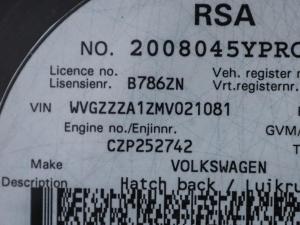 RSA
NO. 2008045YPRC
Licence no. Veh. register n
Lisensienr. B786ZN Vrt.registernr.
VIN WVGZZZA1ZMV021081
Engine no./Enjinnr. GVM/
CZP252742 T
Make VOLKSWAGEN
Description Hatch back / Luikrug